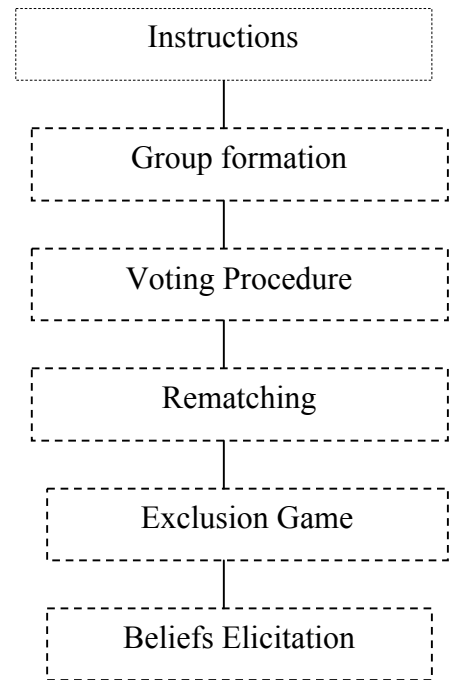 Instructions
Group formation
Voting Procedure
Rematching
Exclusion Game
Beliefs Elicitation